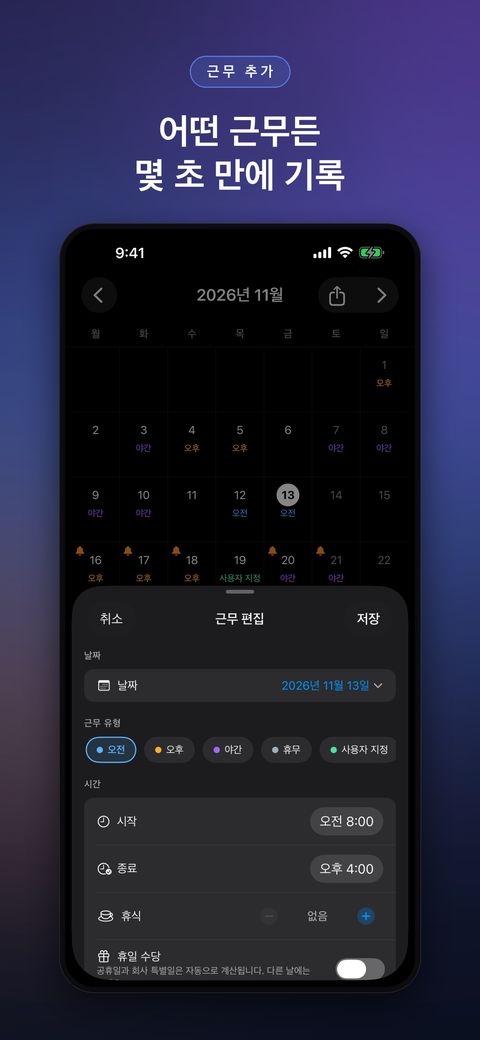 근무 추가
어떤 근무든
몇 초 만에 기록
9:41
2026년 11월
월 화 수 목 금 토 일
1
오후
2 3 4 5 6 7 8
야간 오후 오후 야간 야간
9 10 11 12 13 14 15
야간 야간 오전 오전
16 17 18 19 20 21 22
오후 오후 오후 사용자 지정 야간 야간
취소 근무 편집 저장
날짜
날짜 2026년 11월 13일
근무 유형
오전 오후 야간 휴무 사용자 지정
시간
시작 오전 8:00
종료 오후 4:00
휴식 없음
휴일 수당
공휴일과 회사 특별일은 자동으로 계산됩니다. 다른 날에는